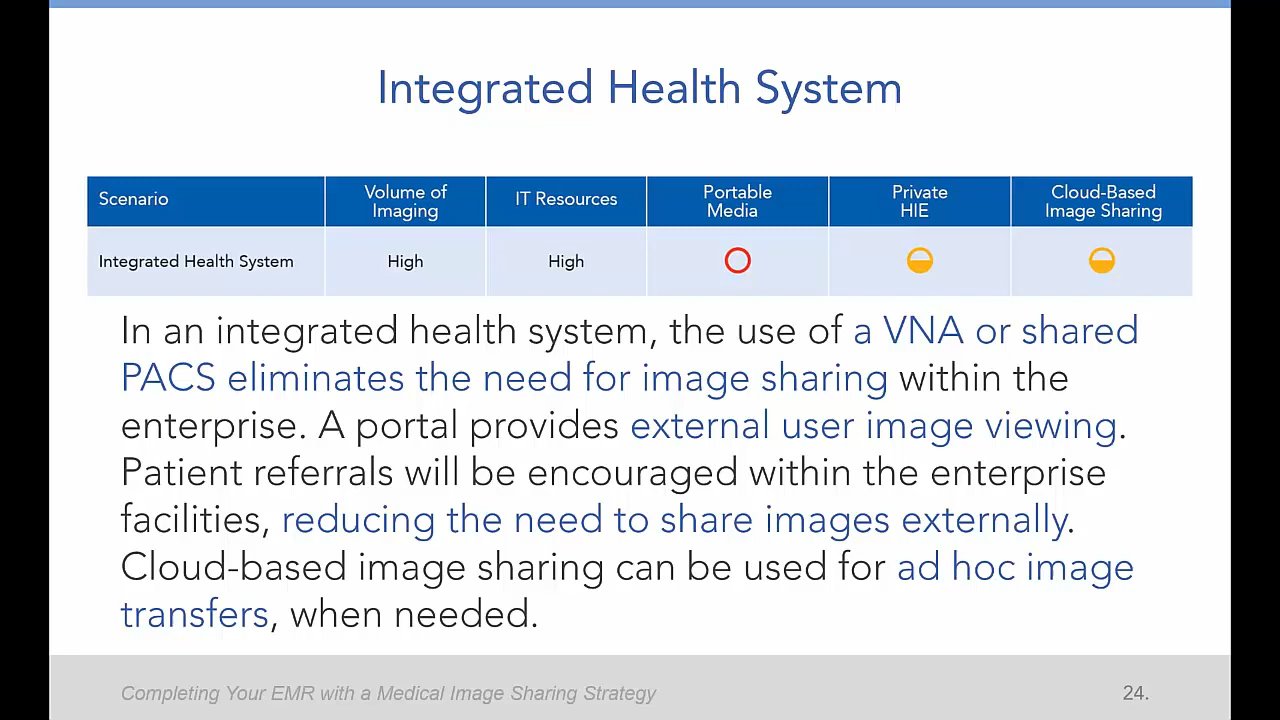 Integrated Health System
Scenario
Volume of
Imaging
IT Resources
Portable
Media
Private
HIE
Cloud-Based
Image Sharing
Integrated Health System
High
High
In an integrated health system, the use of a VNA or shared
PACS eliminates the need for image sharing within the
enterprise. A portal provides external user image viewing.
Patient referrals will be encouraged within the enterprise
facilities, reducing the need to share images externally.
Cloud-based image sharing can be used for ad hoc image
transfers, when needed.
Completing Your EMR with a Medical Image Sharing Strategy
24.